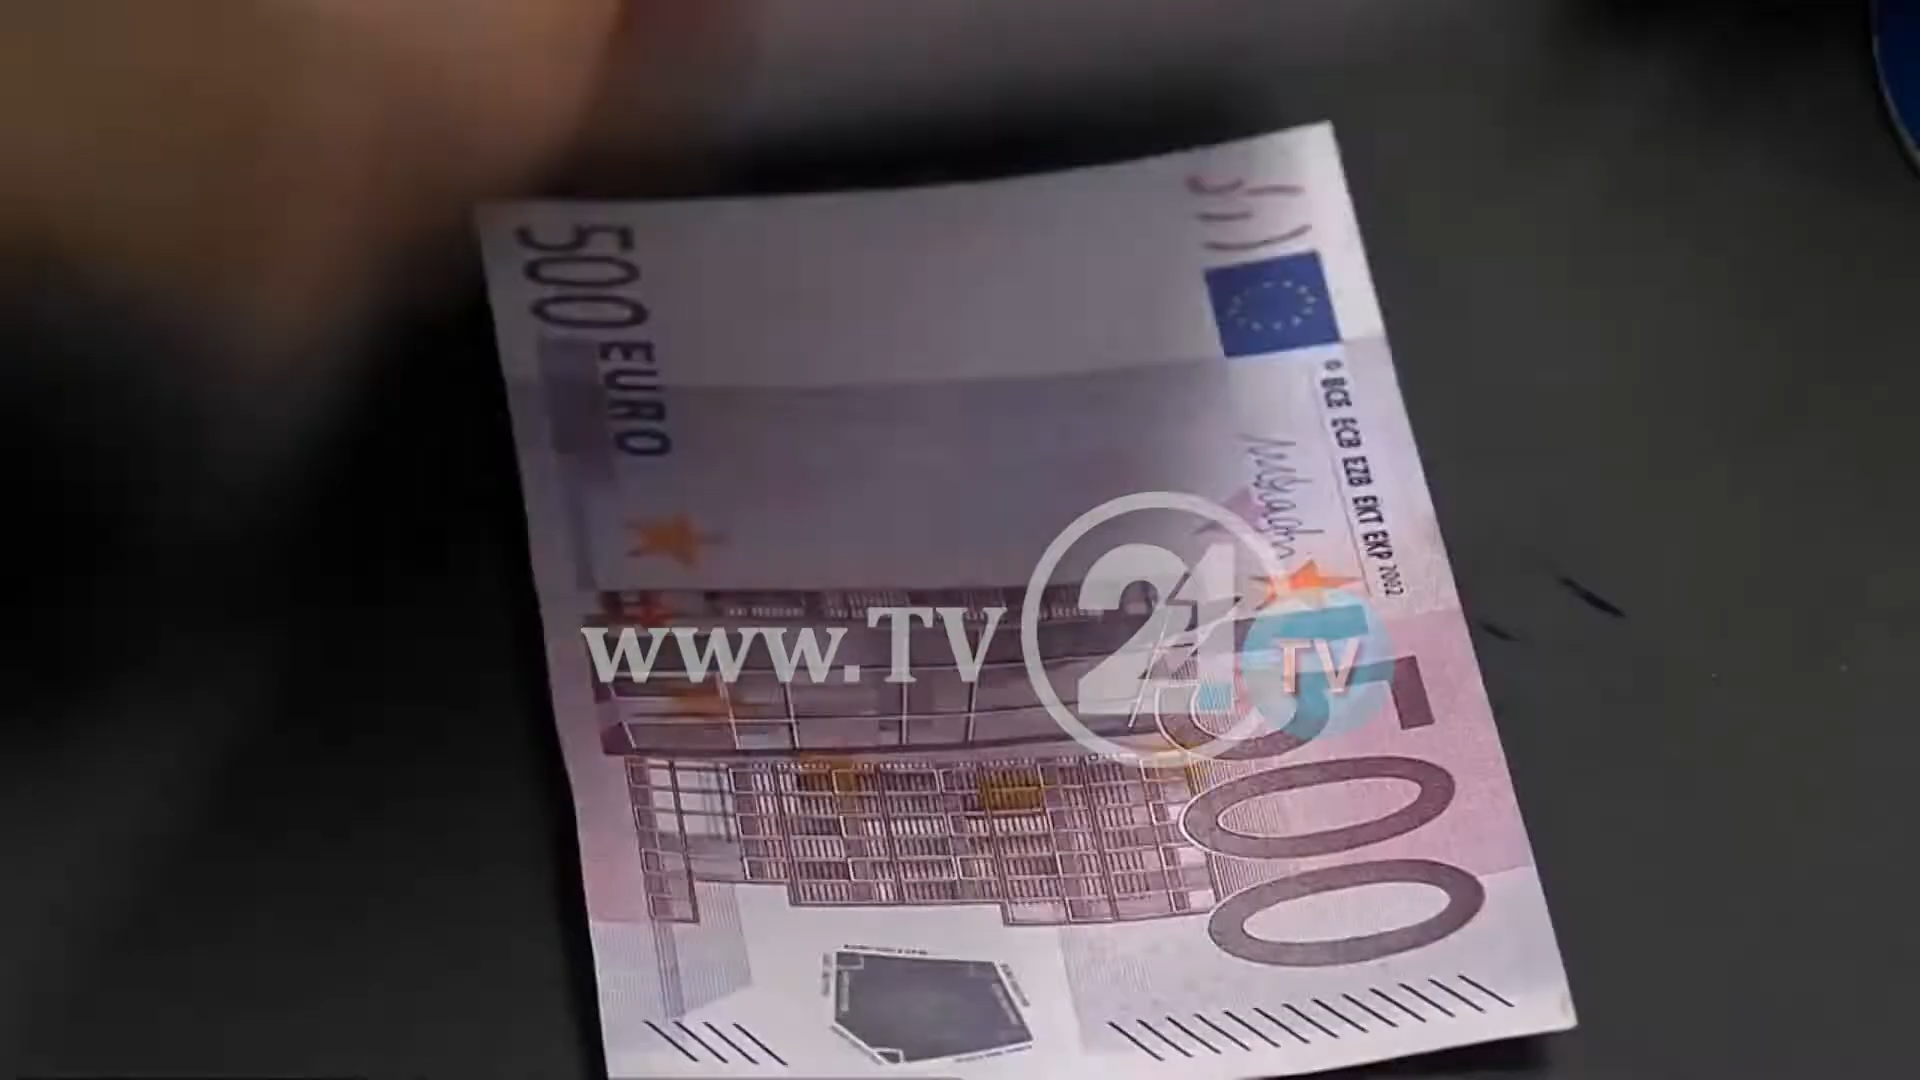 500 EURO
© BCE ECB EZB EKT EKP 2002
www.TV 21
TV
500